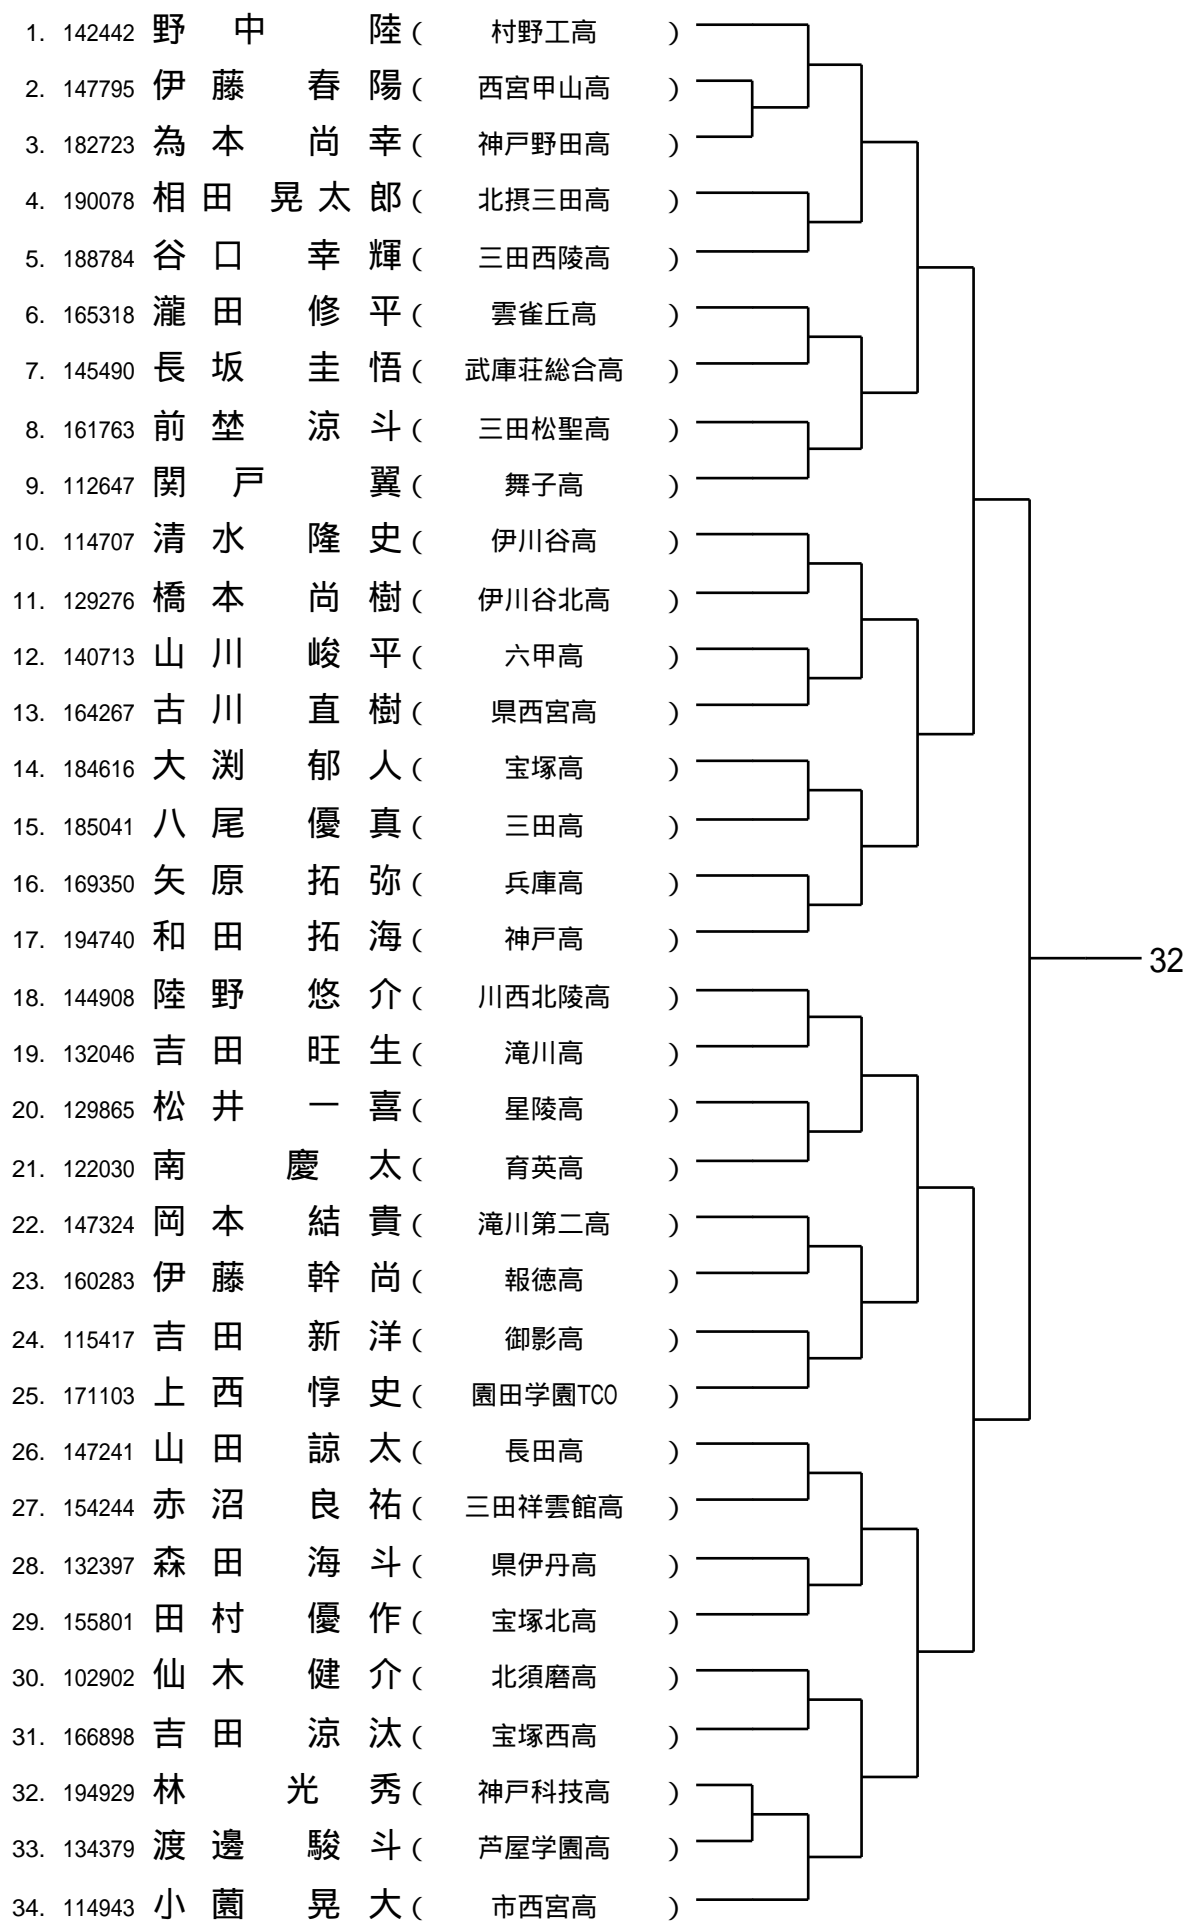 1. 142442 野中 陸 ( 村野工高 )
2. 147795 伊藤 春陽 ( 西宮甲山高 )
3. 182723 為本 尚幸 ( 神戸野田高 )
4. 190078 相田 晃太郎 ( 北摂三田高 )
5. 188784 谷口 幸輝 ( 三田西陵高 )
6. 165318 瀧田 修平 ( 雲雀丘高 )
7. 145490 長坂 圭悟 ( 武庫荘総合高 )
8. 161763 前埜 涼斗 ( 三田松聖高 )
9. 112647 関戸 翼 ( 舞子高 )
10. 114707 清水 隆史 ( 伊川谷高 )
11. 129276 橋本 尚樹 ( 伊川谷北高 )
12. 140713 山川 峻平 ( 六甲高 )
13. 164267 古川 直樹 ( 県西宮高 )
14. 184616 大渕 郁人 ( 宝塚高 )
15. 185041 八尾 優真 ( 三田高 )
16. 169350 矢原 拓弥 ( 兵庫高 )
17. 194740 和田 拓海 ( 神戸高 )
32
18. 144908 陸野 悠介 ( 川西北陵高 )
19. 132046 吉田 旺生 ( 滝川高 )
20. 129865 松井 一喜 ( 星陵高 )
21. 122030 南 慶太 ( 育英高 )
22. 147324 岡本 結貴 ( 滝川第二高 )
23. 160283 伊藤 幹尚 ( 報徳高 )
24. 115417 吉田 新洋 ( 御影高 )
25. 171103 上西 惇史 ( 園田学園TCO )
26. 147241 山田 諒太 ( 長田高 )
27. 154244 赤沼 良祐 ( 三田祥雲館高 )
28. 132397 森田 海斗 ( 県伊丹高 )
29. 155801 田村 優作 ( 宝塚北高 )
30. 102902 仙木 健介 ( 北須磨高 )
31. 166898 吉田 涼汰 ( 宝塚西高 )
32. 194929 林 光秀 ( 神戸科技高 )
33. 134379 渡邊 駿斗 ( 芦屋学園高 )
34. 114943 小薗 晃大 ( 市西宮高 )